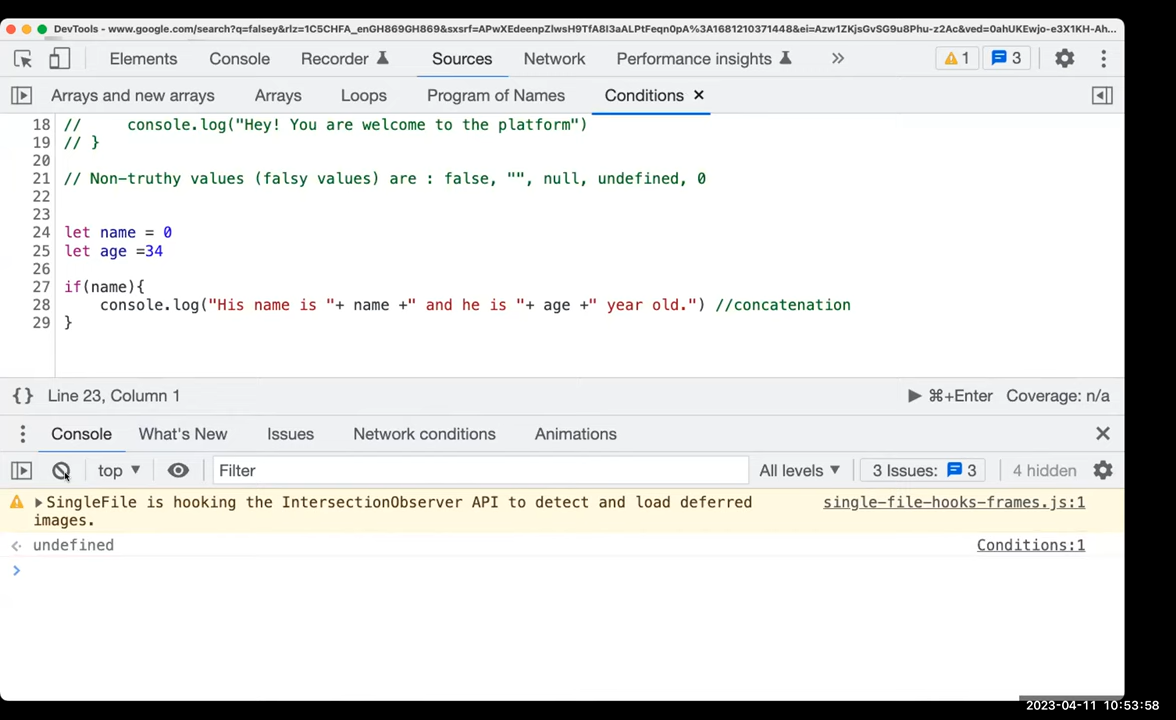 DevTools - www.google.com/search?q=falsey&rlz=1C5CHFA_enGH869GH869&sxsrf=APwXEdeenpZlwsH9TfA8I3aALPtFeqn0pA%3A1681210371448&ei=Azw1ZKjsGvSG9u8Phu-z2Ac&ved=0ahUKEwjo-e3X1KH-Ah...
Elements Console Recorder Sources Network Performance insights » 1 3
Arrays and new arrays Arrays Loops Program of Names Conditions ×
18 //     console.log("Hey! You are welcome to the platform")
19 // }
20
21 // Non-truthy values (falsy values) are : false, "", null, undefined, 0
22
23
24 let name = 0
25 let age =34
26
27 if(name){
28     console.log("His name is "+ name +" and he is "+ age +" year old.") //concatenation
29 }
{} Line 23, Column 1 ⌘+Enter Coverage: n/a
Console What's New Issues Network conditions Animations ×
top ▼ Filter All levels ▼ 3 Issues: 3 4 hidden
SingleFile is hooking the IntersectionObserver API to detect and load deferred single-file-hooks-frames.js:1
images.
undefined Conditions:1
>
2023-04-11 10:53:58